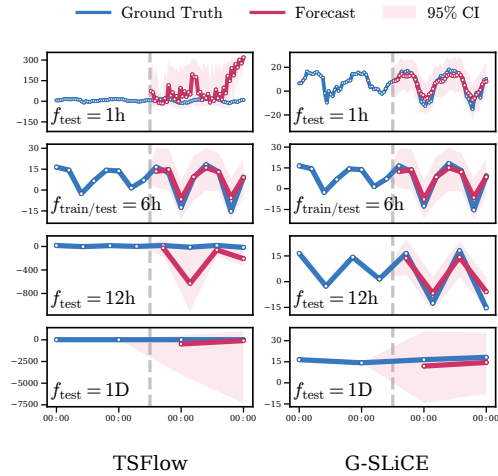 Ground Truth Forecast 95% CI
300
150
0
−150
f_test = 1h
20
0
−20
f_test = 1h
15
0
−15
f_train/test = 6h
15
0
−15
f_train/test = 6h
0
−400
−800
f_test = 12h
15
0
−15
f_test = 12h
0
−2500
−5000
−7500
f_test = 1D
30
15
0
−15
f_test = 1D
00:00 00:00 00:00 00:00
00:00 00:00 00:00 00:00
TSFlow G-SLiCE